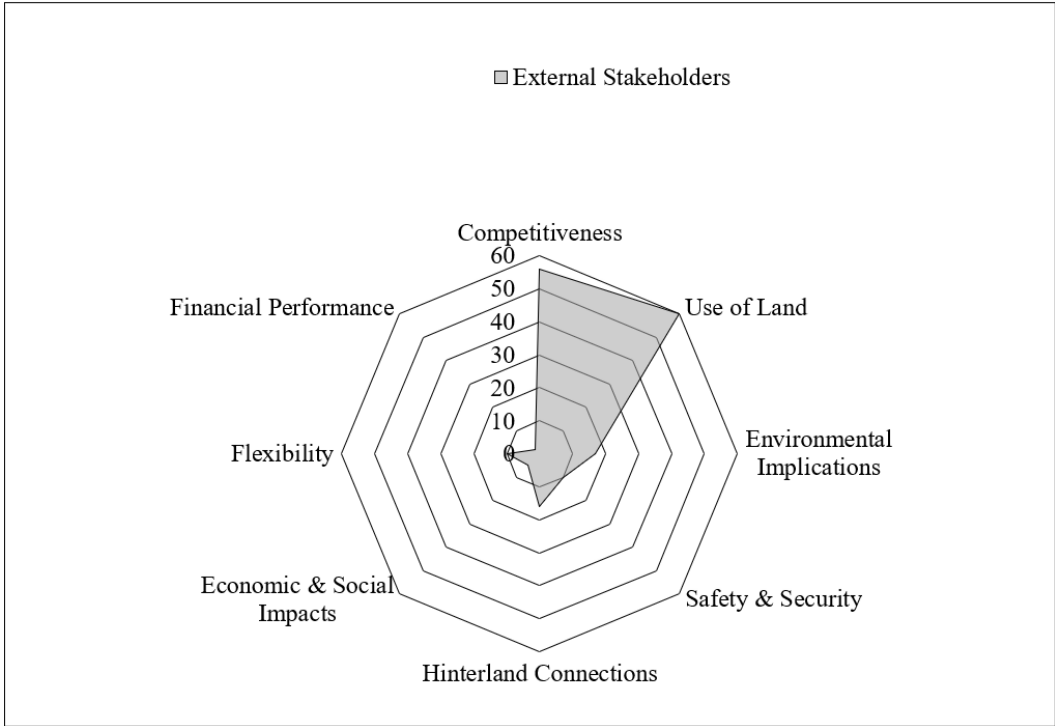 External Stakeholders
Competitiveness
60
50
40
30
20
10
0
Use of Land
Environmental
Implications
Safety & Security
Hinterland Connections
Economic & Social
Impacts
Flexibility
Financial Performance